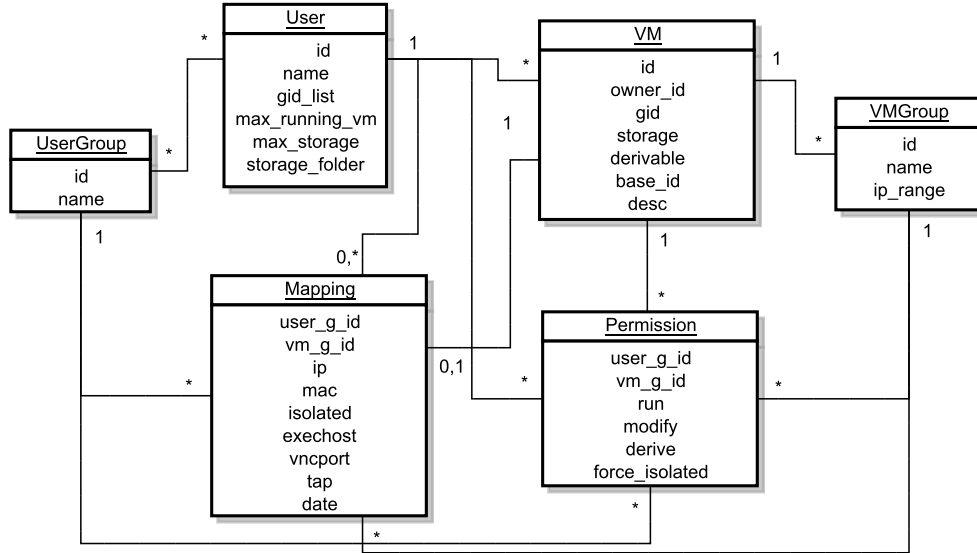 User
id
name
gid_list
max_running_vm
max_storage
storage_folder
1
*
UserGroup
id
name
*
1
VM
id
owner_id
gid
storage
derivable
base_id
desc
*
1
1
VMGroup
id
name
ip_range
*
1
0,*
Mapping
user_g_id
vm_g_id
ip
mac
isolated
exechost
vncport
tap
date
*
0,1
*
1
*
Permission
user_g_id
vm_g_id
run
modify
derive
force_isolated
*
*
*